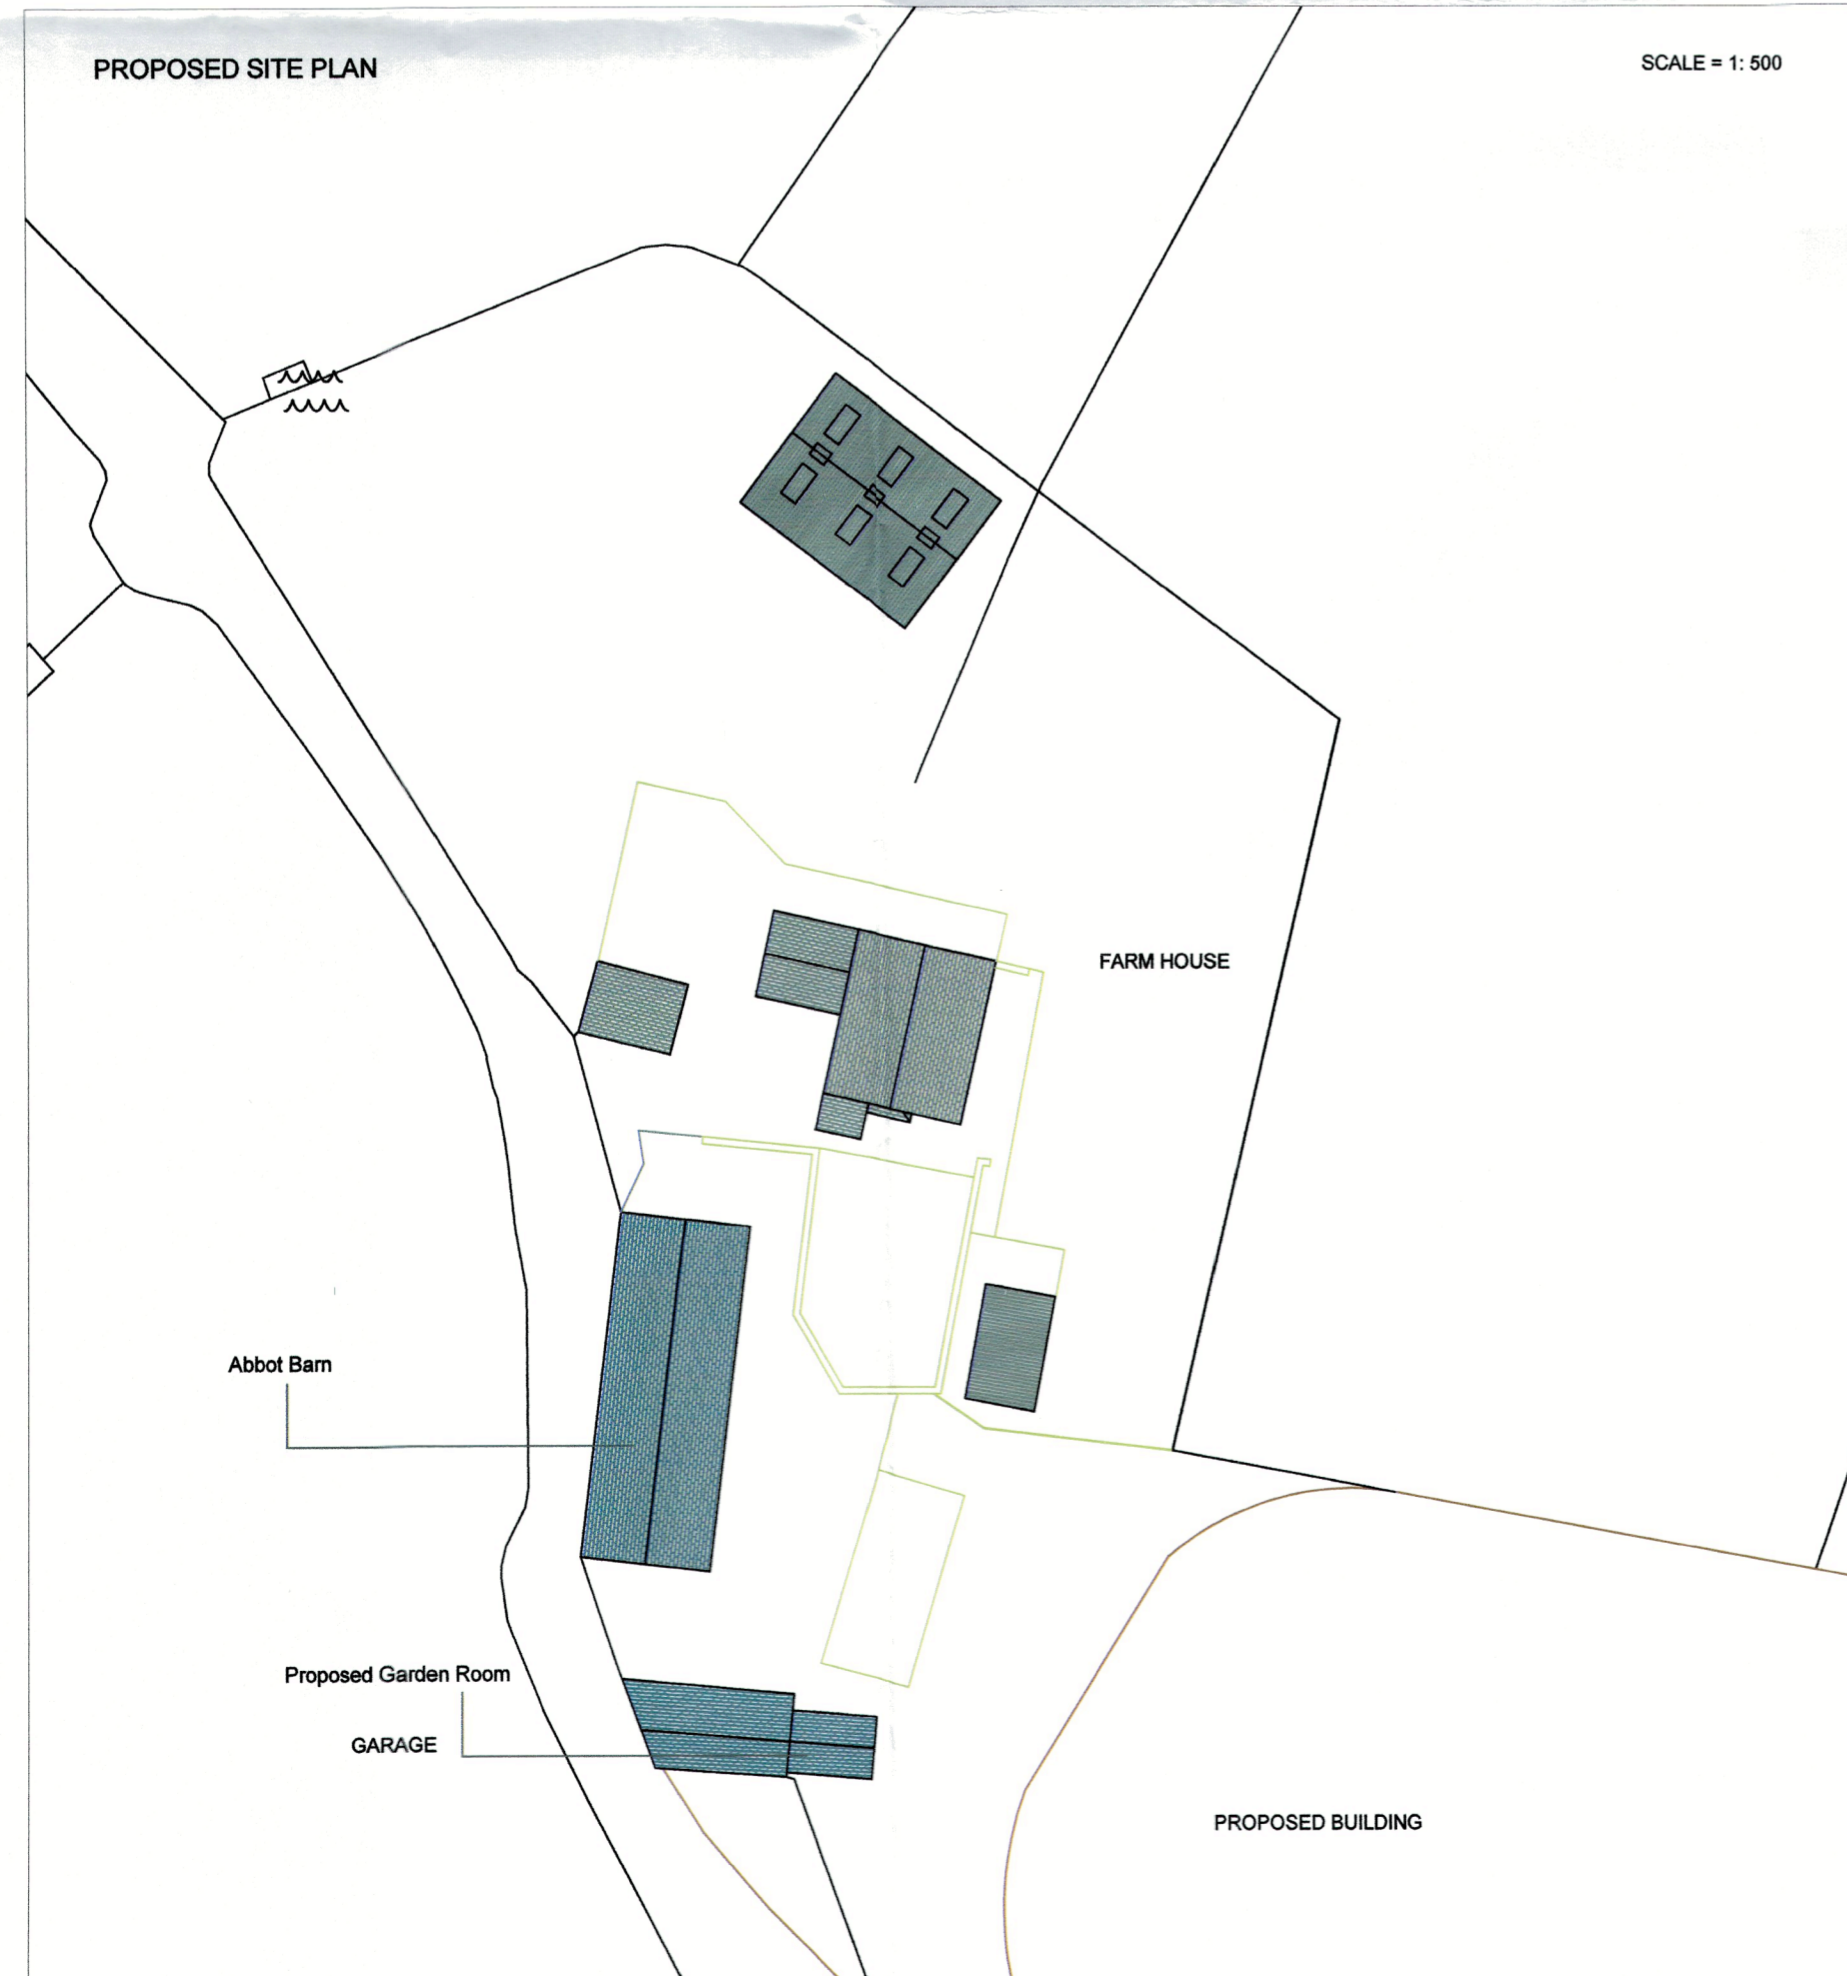 PROPOSED SITE PLAN
SCALE = 1: 500
FARM HOUSE
Abbot Barn
Proposed Garden Room
GARAGE
PROPOSED BUILDING